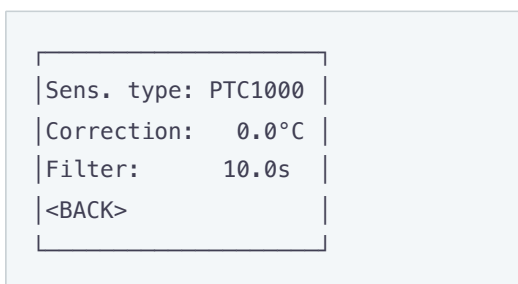 Sens. type: PTC1000
Correction: 0.0°C
Filter: 10.0s
<BACK>